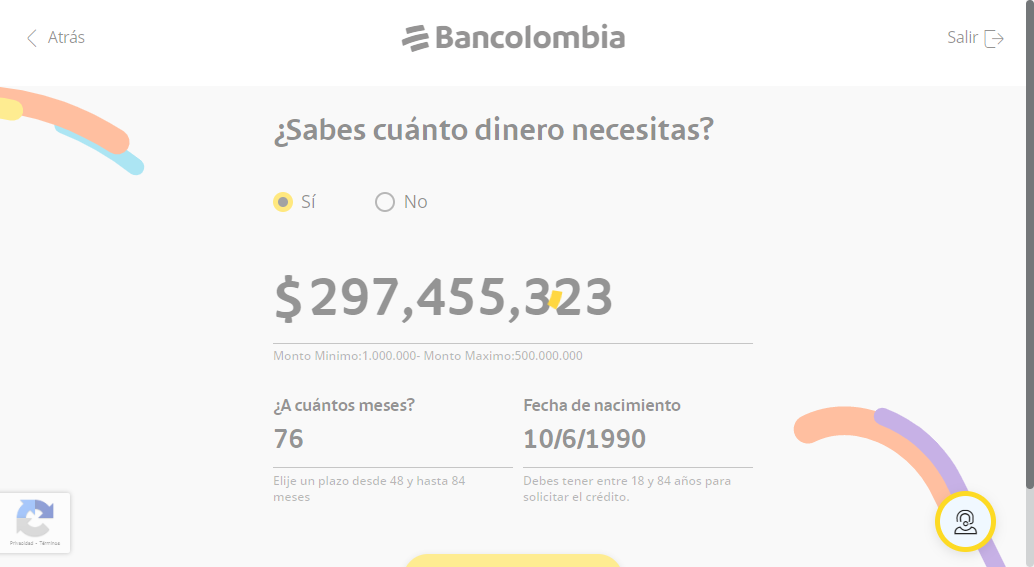 Atrás
Bancolombia
Salir
¿Sabes cuánto dinero necesitas?
Sí
No
$ 297,455,323
Monto Minimo:1.000.000- Monto Maximo:500.000.000
¿A cuántos meses?
Fecha de nacimiento
76
10/6/1990
Elije un plazo desde 48 y hasta 84
meses
Debes tener entre 18 y 84 años para
solicitar el crédito.
Privacidad - Términos